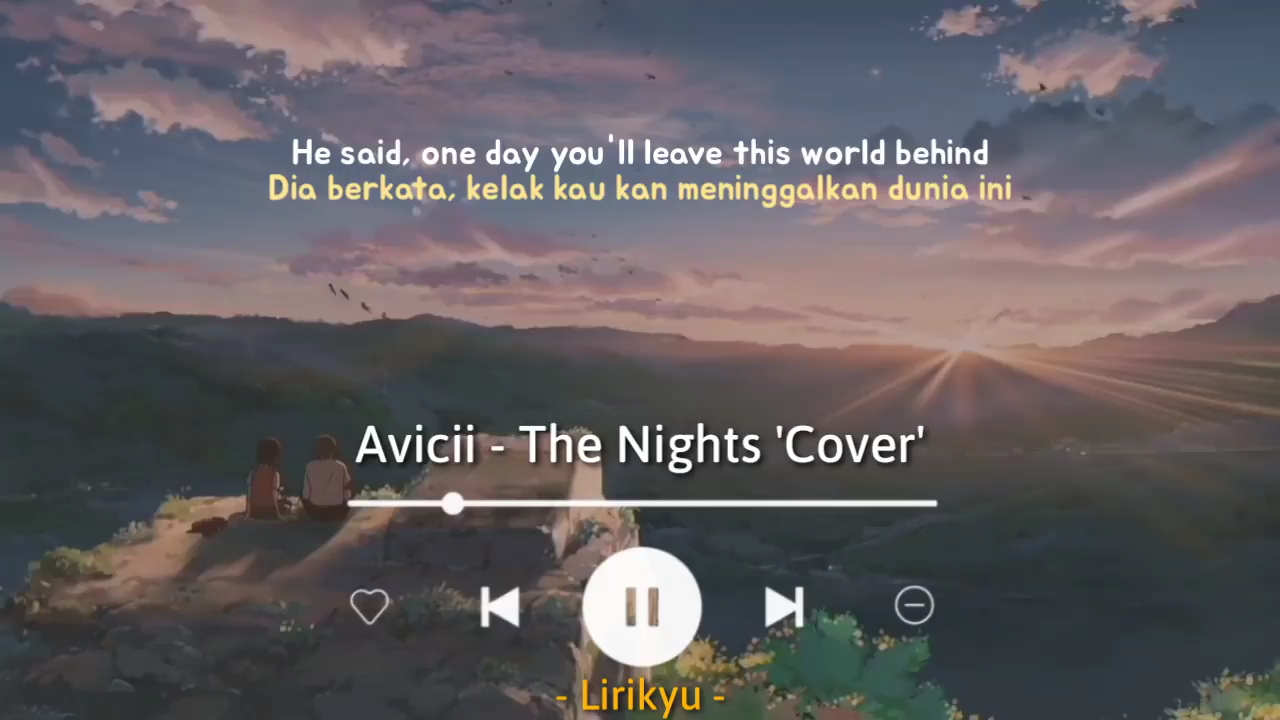 He said, one day you'll leave this world behind
Dia berkata, kelak kau kan meninggalkan dunia ini
Avicii - The Nights 'Cover'
- Lirikyu -